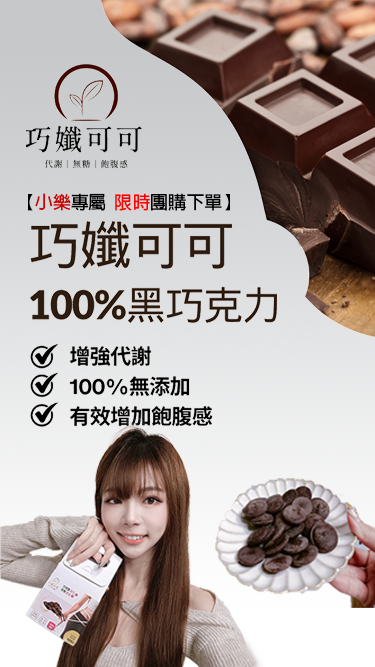 巧孅可可
代謝｜無糖｜飽腹感
【小樂專屬 限時團購下單】
巧孅可可
100%黑巧克力
增強代謝
100%無添加
有效增加飽腹感